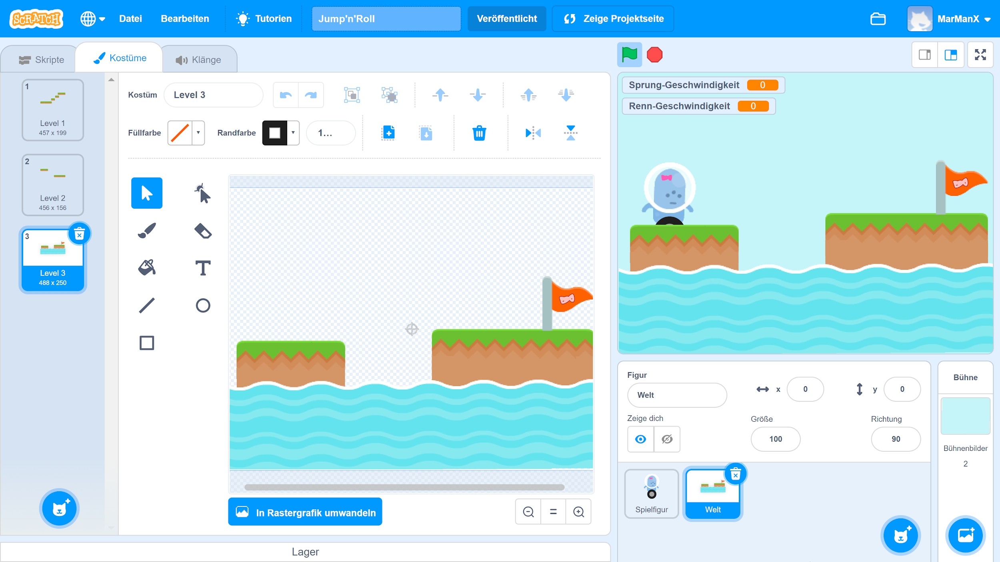 SCRATCH
Datei
Bearbeiten
Tutorien
Jump'n'Roll
Veröffentlicht
Zeige Projektseite
MarManX
Skripte
Kostüme
Klänge
1
Level 1
457 x 199
2
Level 2
456 x 156
3
Level 3
488 x 250
Kostüm
Level 3
Füllfarbe
Randfarbe
1...
In Rastergrafik umwandeln
Lager
Sprung-Geschwindigkeit 0
Renn-Geschwindigkeit 0
Figur
Welt
x 0
y 0
Zeige dich
Größe
100
Richtung
90
Spielfigur
Welt
Bühne
Bühnenbilder
2